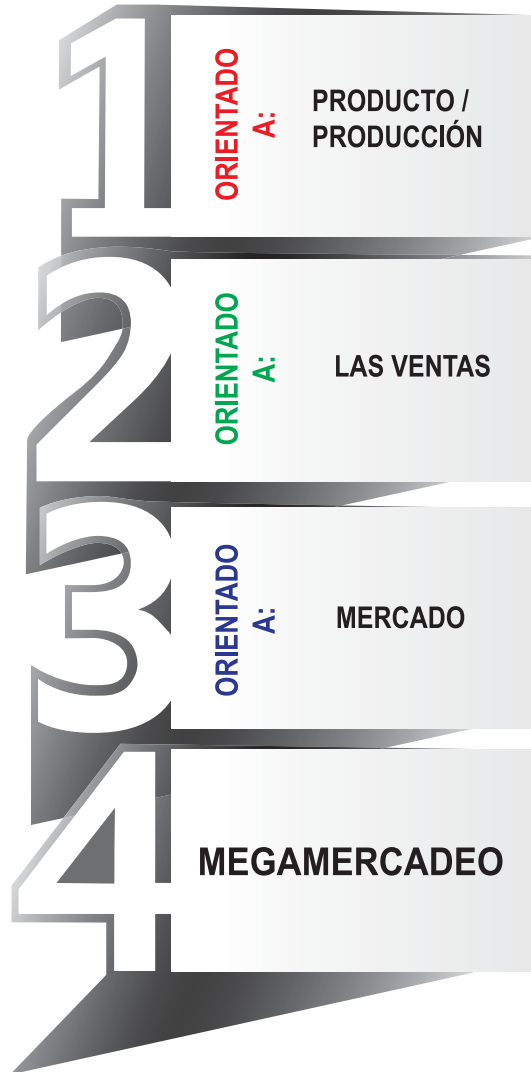 1
ORIENTADO
A:
PRODUCTO /
PRODUCCIÓN
2
ORIENTADO
A:
LAS VENTAS
3
ORIENTADO
A:
MERCADO
4
MEGAMERCADEO